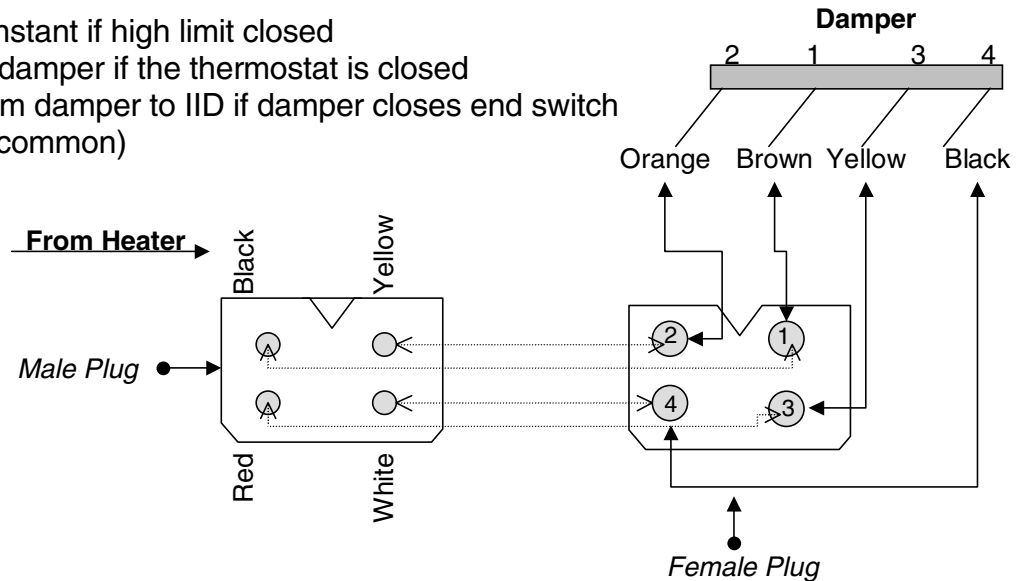 nstant if high limit closed
damper if the thermostat is closed
m damper to IID if damper closes end switch
common)
Damper
2 1 3 4
Orange Brown Yellow Black
From Heater
Black
Yellow
Male Plug
2 1
4 3
Red
White
Female Plug